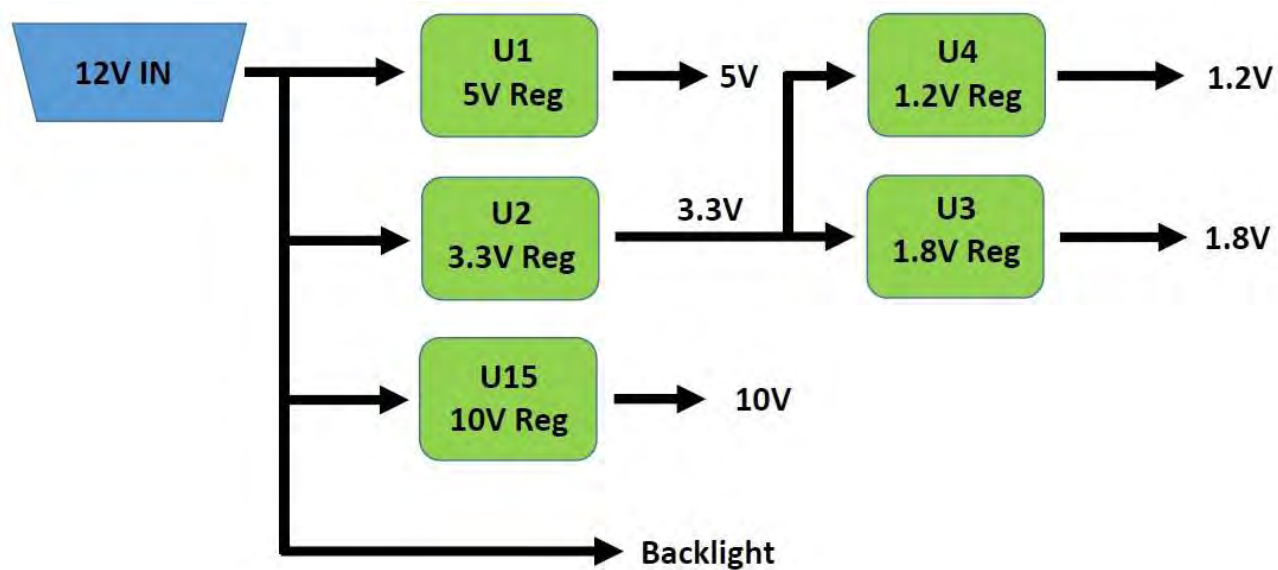 12V IN
U1
5V Reg
5V
U4
1.2V Reg
1.2V
U2
3.3V Reg
3.3V
U3
1.8V Reg
1.8V
U15
10V Reg
10V
Backlight